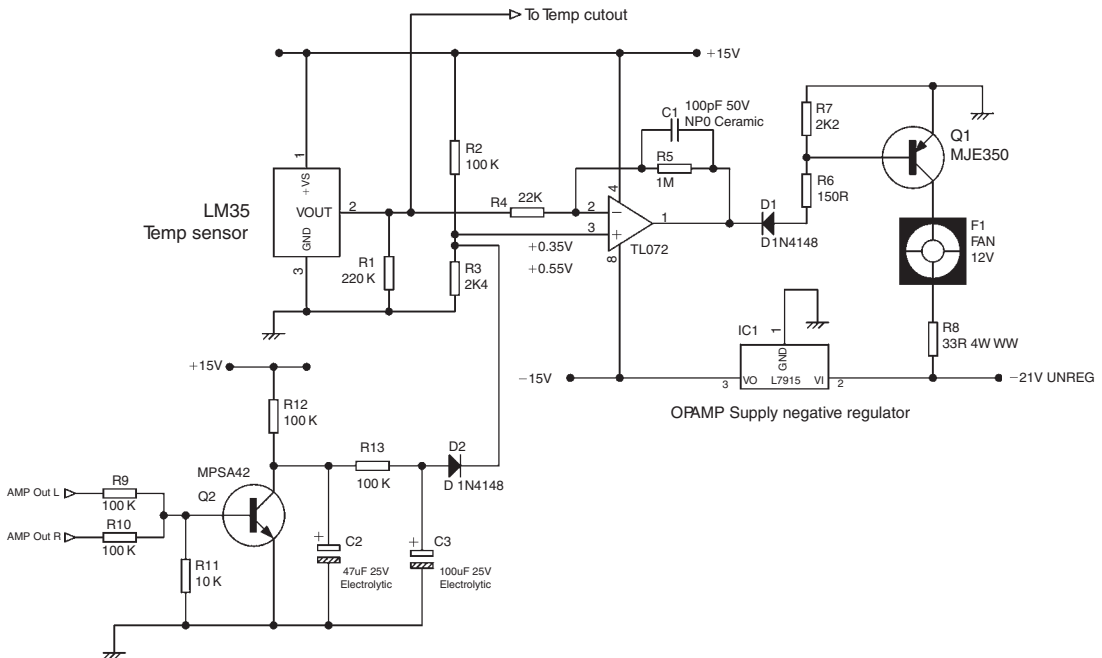 To Temp cutout
+15V
1
+VS
LM35
Temp sensor
VOUT
2
GND
3
R1
220 K
R2
100 K
R3
2K4
R4
22K
C1
100pF 50V
NP0 Ceramic
R5
1M
2
3
4
8
1
TL072
+0.35V
+0.55V
D1
D1N4148
R7
2K2
R6
150R
Q1
MJE350
F1
FAN
12V
R8
33R 4W WW
IC1
1
GND
VO
L7915
VI
3
2
−15V
−21V UNREG
OPAMP Supply negative regulator
+15V
R12
100 K
MPSA42
Q2
R13
100 K
D2
D 1N4148
AMP Out L
R9
100 K
AMP Out R
R10
100 K
R11
10 K
+
C2
47uF 25V
Electrolytic
+
C3
100uF 25V
Electrolytic